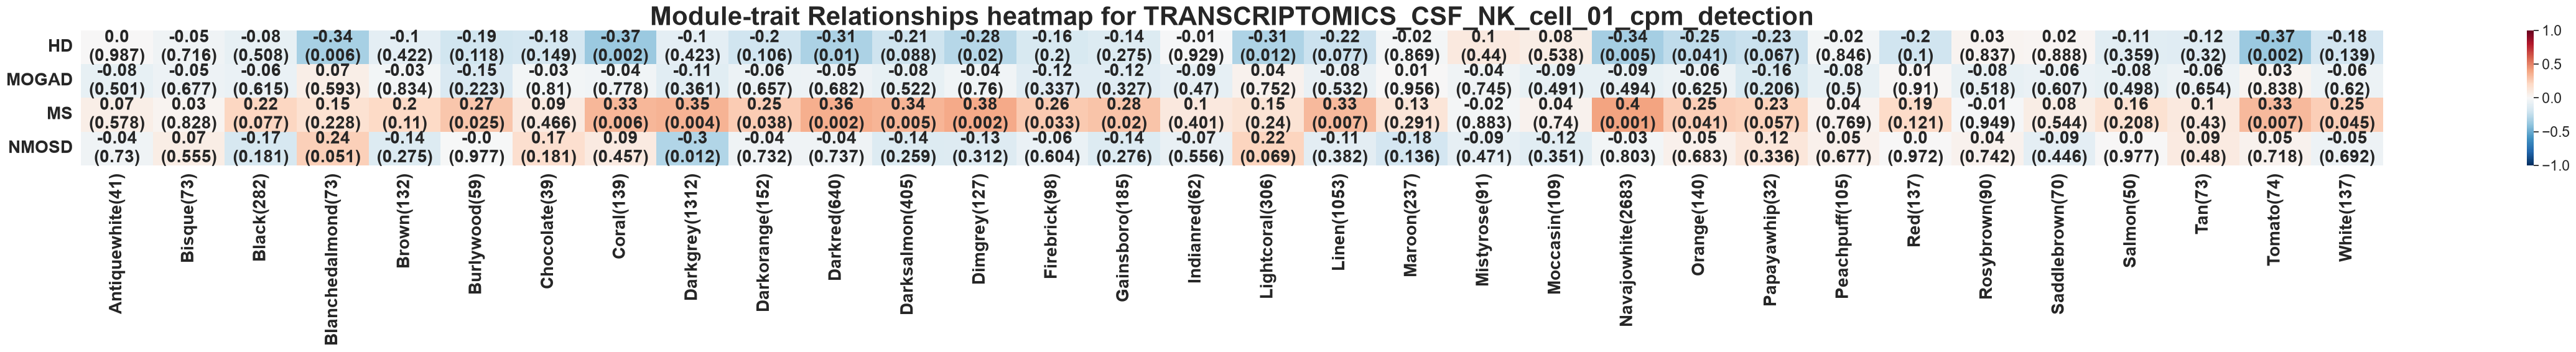 Module-trait Relationships heatmap for TRANSCRIPTOMICS_CSF_NK_cell_01_cpm_detection
HD
0.0 -0.05 -0.08 -0.34 -0.1 -0.19 -0.18 -0.37 -0.1 -0.2 -0.31 -0.21 -0.28 -0.16 -0.14 -0.01 -0.31 -0.22 -0.02 0.1 0.08 -0.34 -0.25 -0.23 -0.02 -0.2 0.03 0.02 -0.11 -0.12 -0.37 -0.18
(0.987) (0.716) (0.508) (0.006) (0.422) (0.118) (0.149) (0.002) (0.423) (0.106) (0.01) (0.088) (0.02) (0.2) (0.275) (0.929) (0.012) (0.077) (0.869) (0.44) (0.538) (0.005) (0.041) (0.067) (0.846) (0.1) (0.837) (0.888) (0.359) (0.32) (0.002) (0.139)
MOGAD
-0.08 -0.05 -0.06 0.07 -0.03 -0.15 -0.03 -0.04 -0.11 -0.06 -0.05 -0.08 -0.04 -0.12 -0.12 -0.09 0.04 -0.08 0.01 -0.04 -0.09 -0.09 -0.06 -0.16 -0.08 0.01 -0.08 -0.06 -0.08 -0.06 0.03 -0.06
(0.501) (0.677) (0.615) (0.593) (0.834) (0.223) (0.81) (0.778) (0.361) (0.657) (0.682) (0.522) (0.76) (0.337) (0.327) (0.47) (0.752) (0.532) (0.956) (0.745) (0.491) (0.494) (0.625) (0.206) (0.5) (0.91) (0.518) (0.607) (0.498) (0.654) (0.838) (0.62)
MS
0.07 0.03 0.22 0.15 0.2 0.27 0.09 0.33 0.35 0.25 0.36 0.34 0.38 0.26 0.28 0.1 0.15 0.33 0.13 -0.02 0.04 0.4 0.25 0.23 0.04 0.19 -0.01 0.08 0.16 0.1 0.33 0.25
(0.578) (0.828) (0.077) (0.228) (0.11) (0.025) (0.466) (0.006) (0.004) (0.038) (0.002) (0.005) (0.002) (0.033) (0.02) (0.401) (0.24) (0.007) (0.291) (0.883) (0.74) (0.001) (0.041) (0.057) (0.769) (0.121) (0.949) (0.544) (0.208) (0.43) (0.007) (0.045)
NMOSD
-0.04 0.07 -0.17 0.24 -0.14 -0.0 0.17 0.09 -0.3 -0.04 -0.04 -0.14 -0.13 -0.06 -0.14 -0.07 0.22 -0.11 -0.18 -0.09 -0.12 -0.03 0.05 0.12 0.05 0.0 0.04 -0.09 0.0 0.09 0.05 -0.05
(0.73) (0.555) (0.181) (0.051) (0.275) (0.977) (0.181) (0.457) (0.012) (0.732) (0.737) (0.259) (0.312) (0.604) (0.276) (0.556) (0.069) (0.382) (0.136) (0.471) (0.351) (0.803) (0.683) (0.336) (0.677) (0.972) (0.742) (0.446) (0.977) (0.48) (0.718) (0.692)
Antiquewhite(41)
Bisque(73)
Black(282)
Blanchedalmond(73)
Brown(132)
Burlywood(59)
Chocolate(39)
Coral(139)
Darkgrey(1312)
Darkorange(152)
Darkred(640)
Darksalmon(405)
Dimgrey(127)
Firebrick(98)
Gainsboro(185)
Indianred(62)
Lightcoral(306)
Linen(1053)
Maroon(237)
Mistyrose(91)
Moccasin(109)
Navajowhite(2683)
Orange(140)
Papayawhip(32)
Peachpuff(105)
Red(137)
Rosybrown(90)
Saddlebrown(70)
Salmon(50)
Tan(73)
Tomato(74)
White(137)
1.0
0.5
0.0
−0.5
−1.0